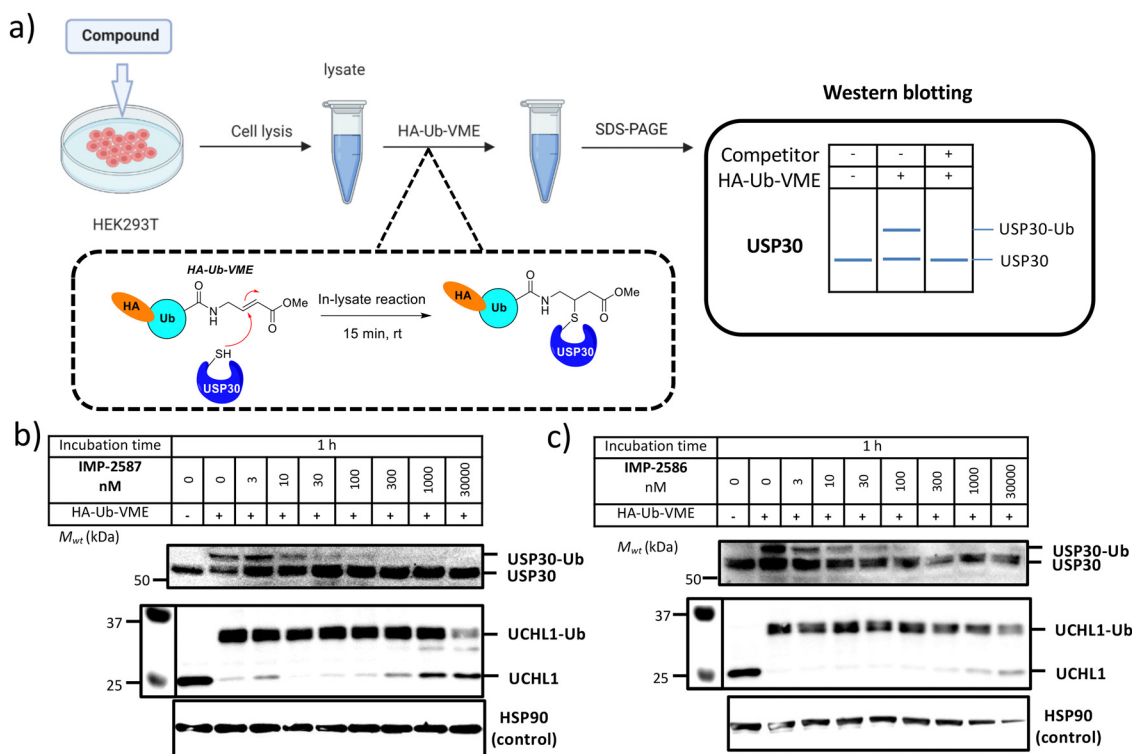 a)
Compound
lysate
Cell lysis
HA-Ub-VME
SDS-PAGE
HEK293T
Western blotting
Competitor - - +
HA-Ub-VME - + +
USP30
USP30-Ub
USP30
HA-Ub-VME
HA
Ub
O
N
H
O
OMe
SH
USP30
In-lysate reaction
15 min, rt
HA
Ub
O
N
H
S
O
OMe
USP30
b)
Incubation time 1 h
IMP-2587
nM
0 0 3 10 30 100 300 1000 30000
HA-Ub-VME - + + + + + + + +
Mwt (kDa)
USP30-Ub
USP30
50
37
UCHL1-Ub
25
UCHL1
HSP90
(control)
c)
Incubation time 1 h
IMP-2586
nM
0 0 3 10 30 100 300 1000 30000
HA-Ub-VME - + + + + + + + +
Mwt (kDa)
USP30-Ub
USP30
50
37
UCHL1-Ub
25
UCHL1
HSP90
(control)